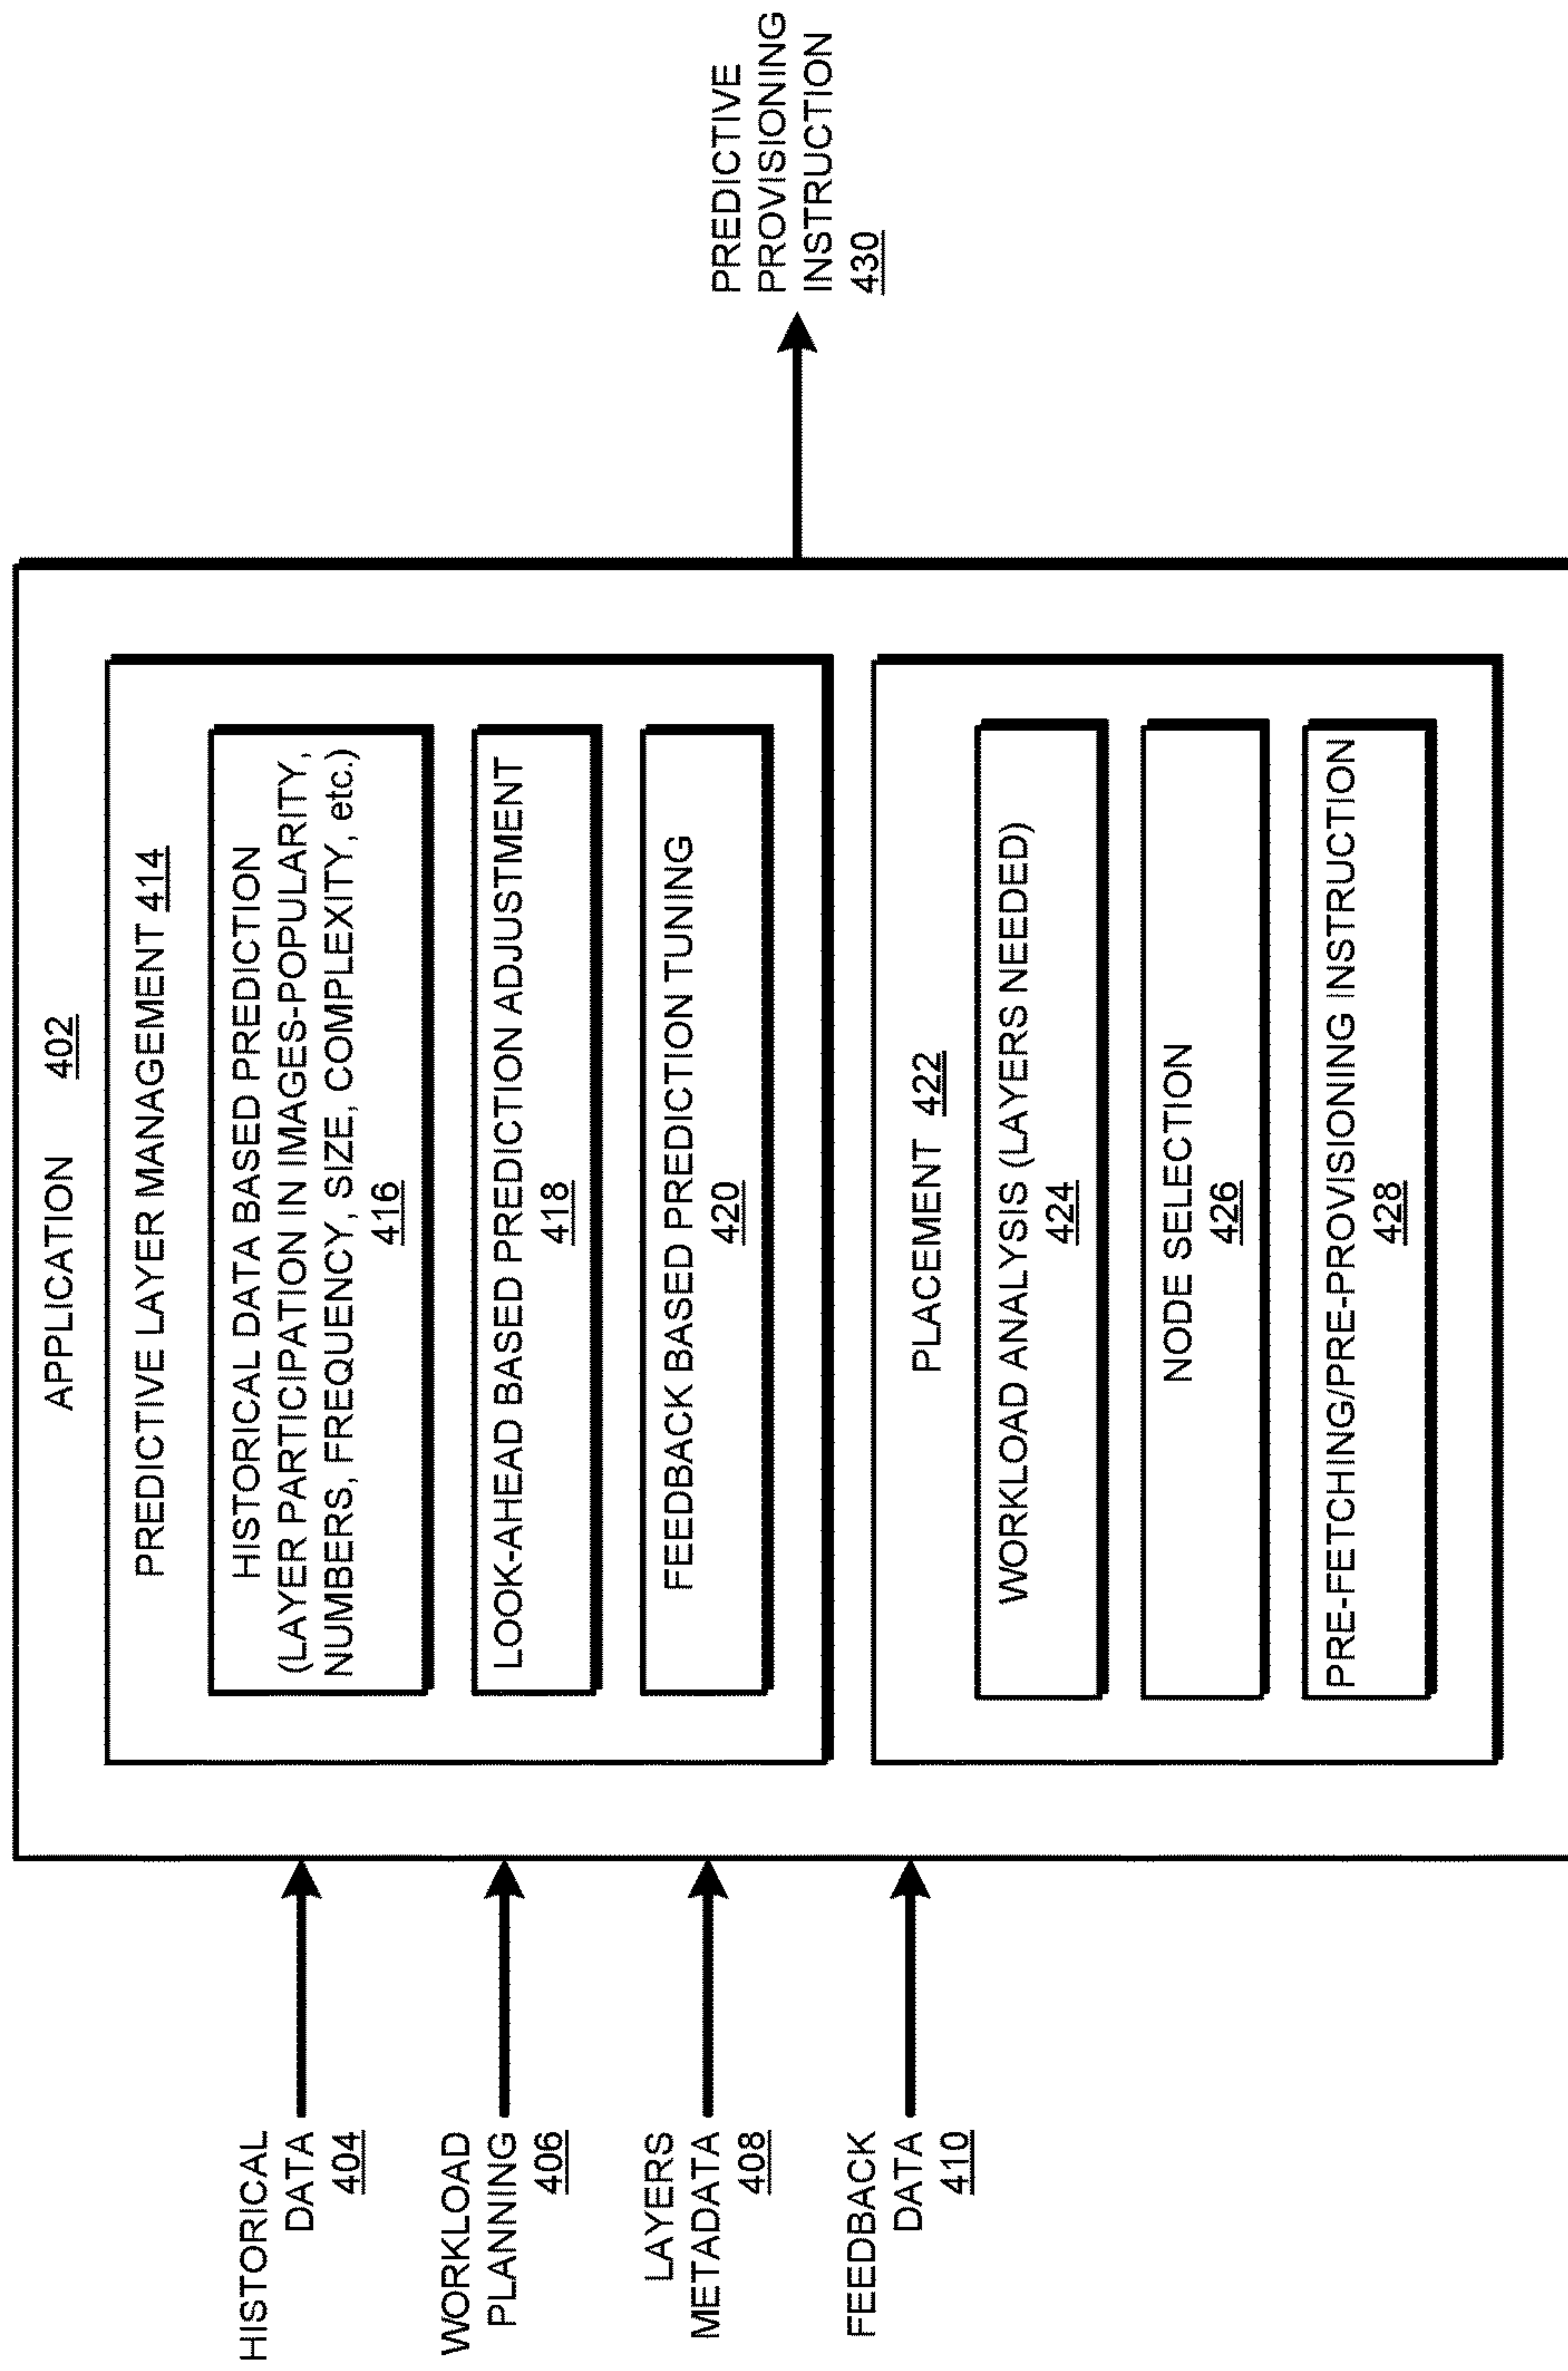 HISTORICAL
DATA
404
WORKLOAD
PLANNING
406
LAYERS
METADATA
408
FEEDBACK
DATA
410
APPLICATION 402
PREDICTIVE LAYER MANAGEMENT 414
HISTORICAL DATA BASED PREDICTION
(LAYER PARTICIPATION IN IMAGES-POPULARITY,
NUMBERS, FREQUENCY, SIZE, COMPLEXITY, etc.)
416
LOOK-AHEAD BASED PREDICTION ADJUSTMENT
418
FEEDBACK BASED PREDICTION TUNING
420
PLACEMENT 422
WORKLOAD ANALYSIS (LAYERS NEEDED)
424
NODE SELECTION
426
PRE-FETCHING/PRE-PROVISIONING INSTRUCTION
428
PREDICTIVE
PROVISIONING
INSTRUCTION
430